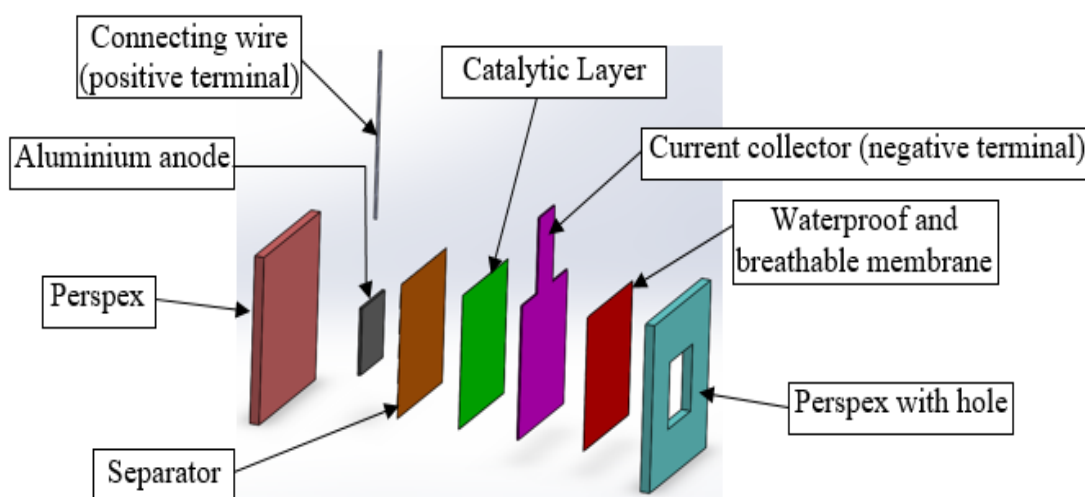 Connecting wire
(positive terminal)
Catalytic Layer
Aluminium anode
Current collector (negative terminal)
Waterproof and
breathable membrane
Perspex
Perspex with hole
Separator